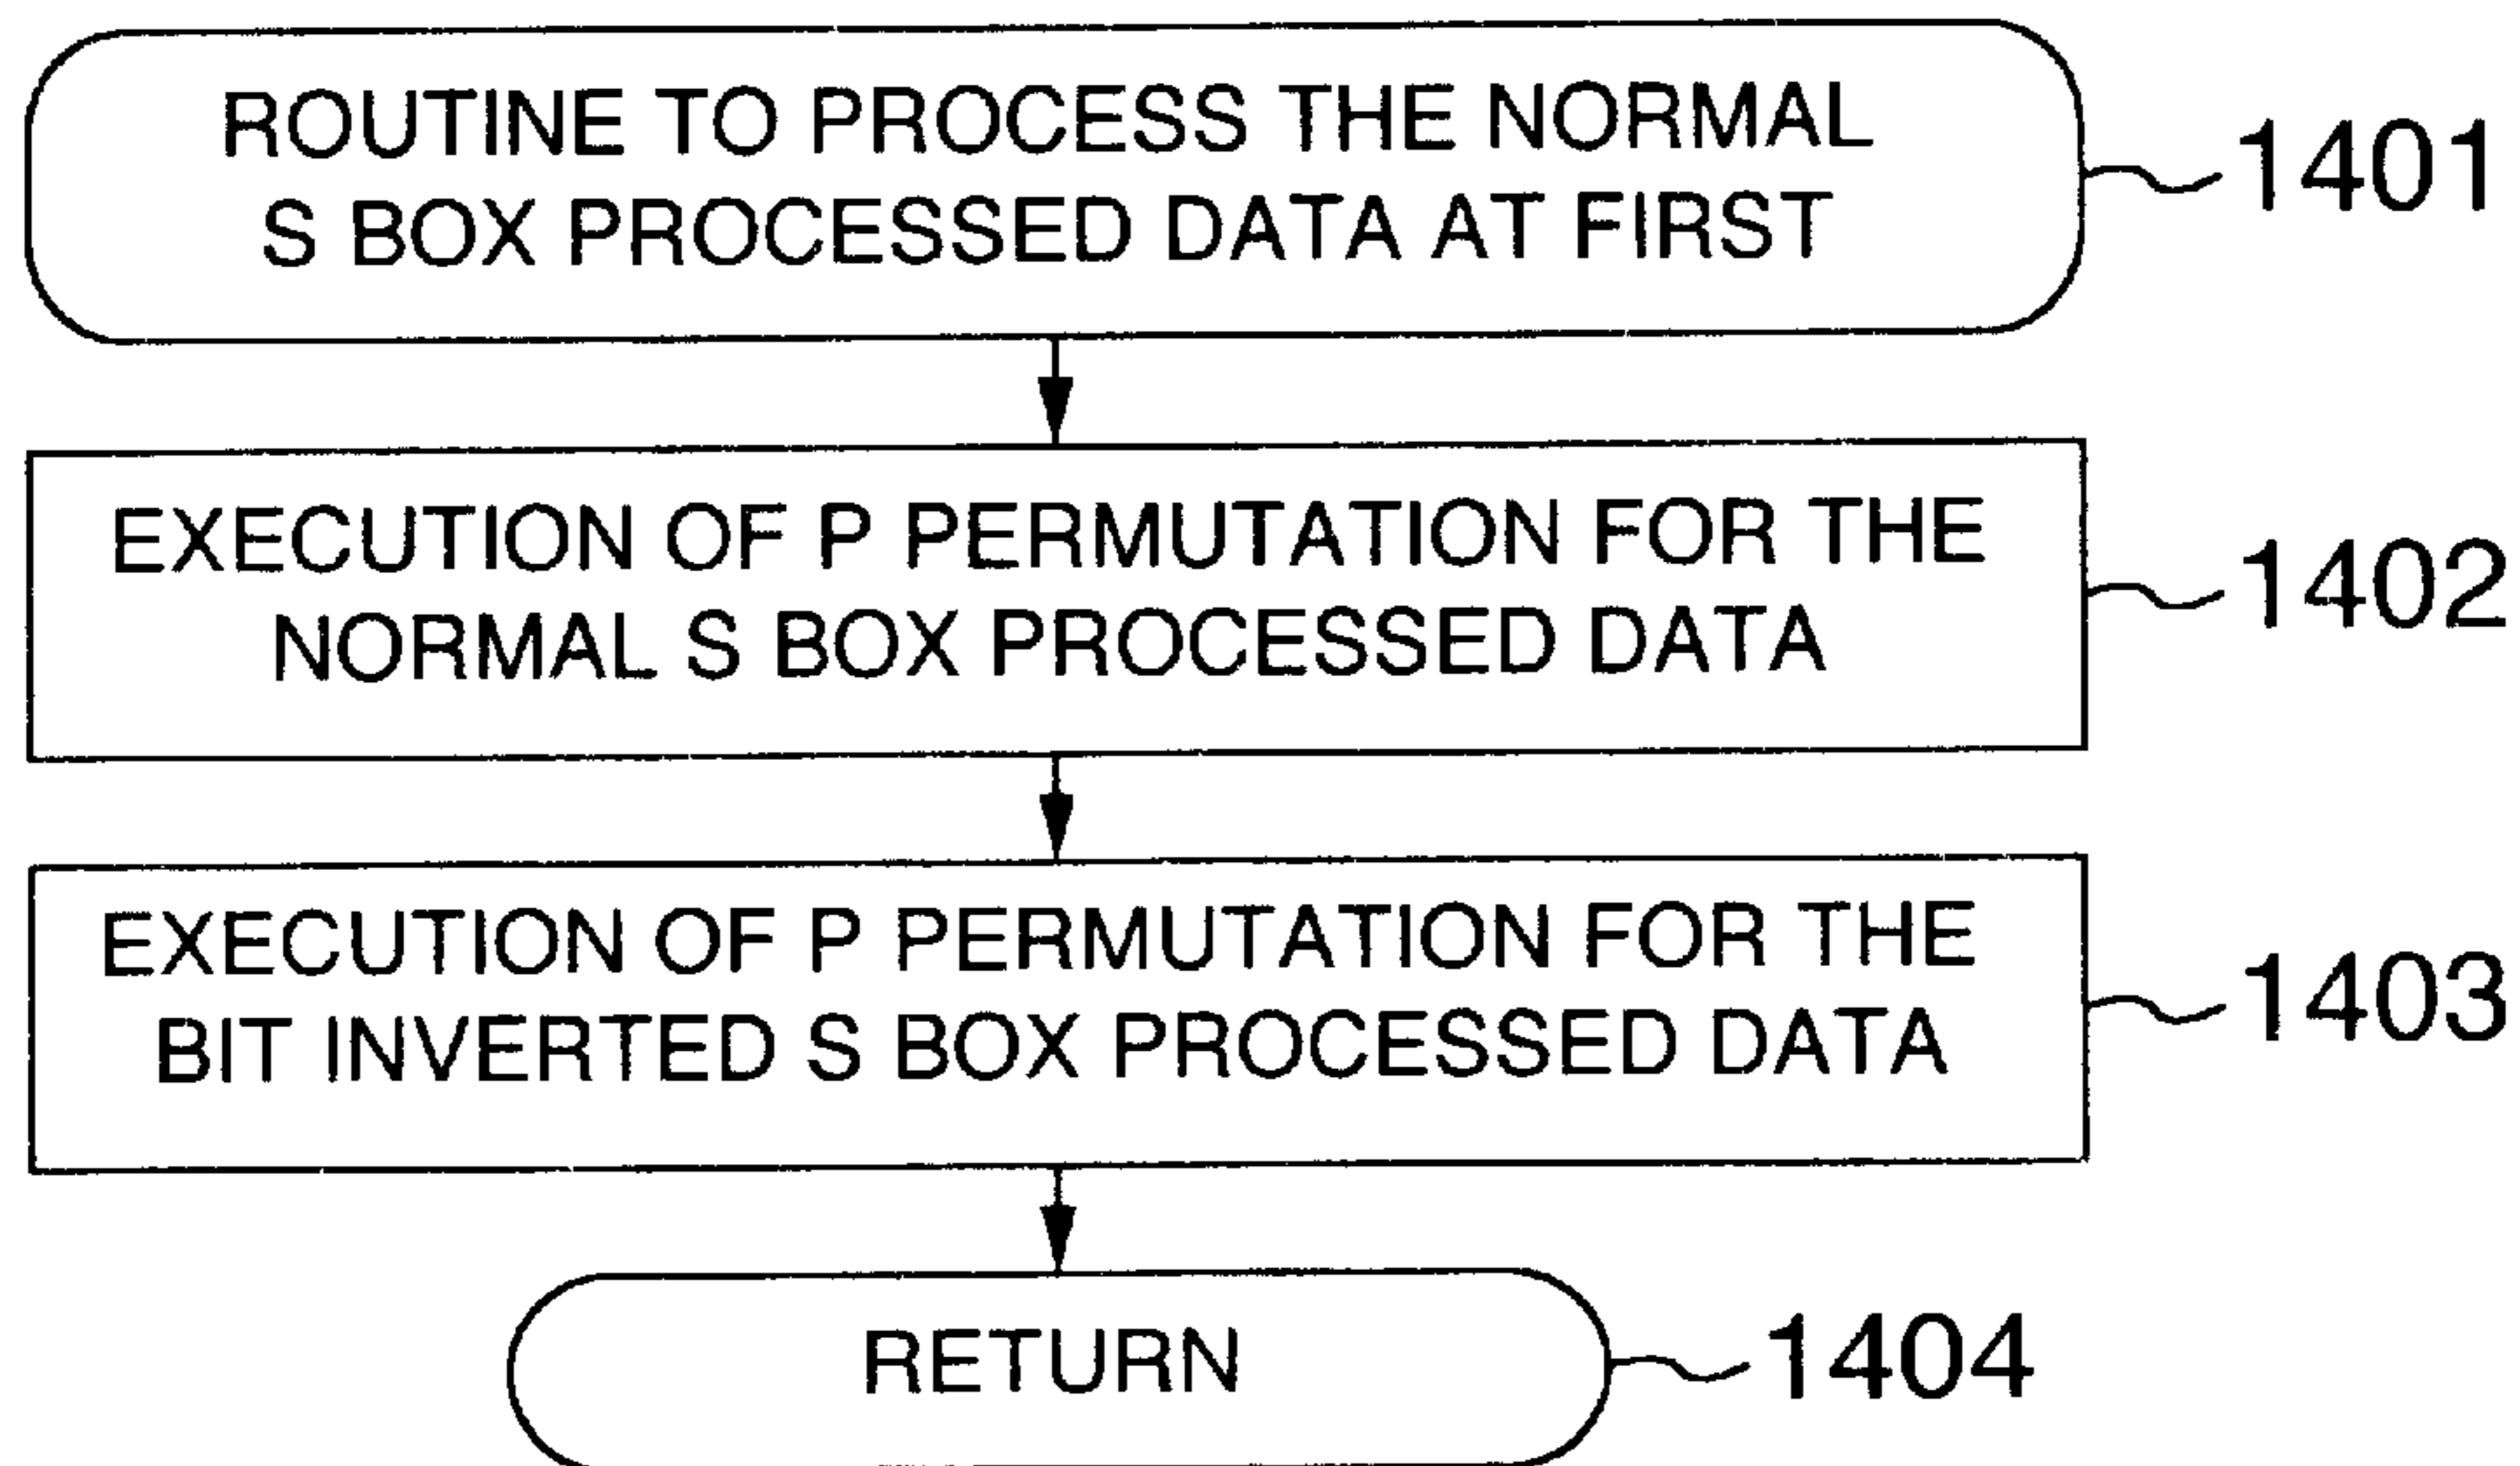 ROUTINE TO PROCESS THE NORMAL
S BOX PROCESSED DATA AT FIRST
1401
EXECUTION OF P PERMUTATION FOR THE
NORMAL S BOX PROCESSED DATA
1402
EXECUTION OF P PERMUTATION FOR THE
BIT INVERTED S BOX PROCESSED DATA
1403
RETURN
1404